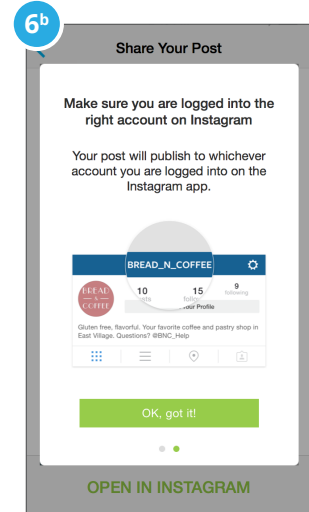 6b
Share Your Post
Make sure you are logged into the
right account on Instagram
Your post will publish to whichever
account you are logged into on the
Instagram app.
BREAD_N_COFFEE
BREAD
&
COFFEE
10
15
9
following
Your Profile
Gluten free, flavorful. Your favorite coffee and pastry shop in
East Village. Questions? @BNC_Help
OK, got it!
OPEN IN INSTAGRAM